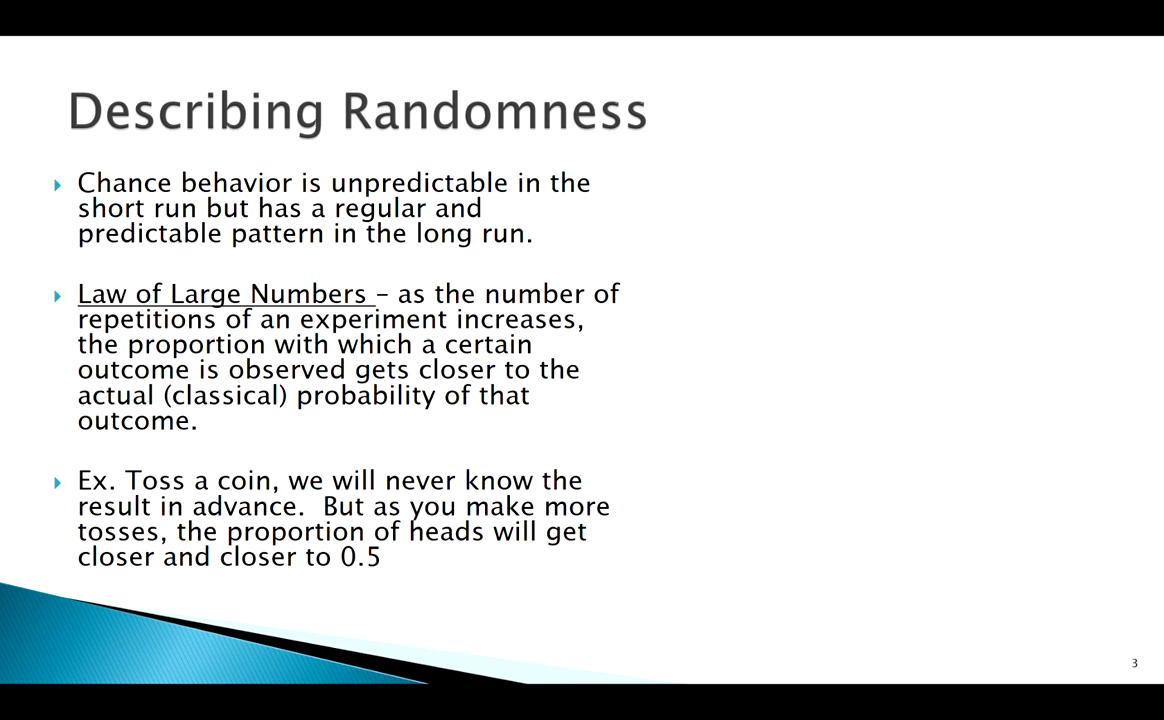 Describing Randomness
Chance behavior is unpredictable in the
short run but has a regular and
predictable pattern in the long run.
Law of Large Numbers – as the number of
repetitions of an experiment increases,
the proportion with which a certain
outcome is observed gets closer to the
actual (classical) probability of that
outcome.
Ex. Toss a coin, we will never know the
result in advance.  But as you make more
tosses, the proportion of heads will get
closer and closer to 0.5
3